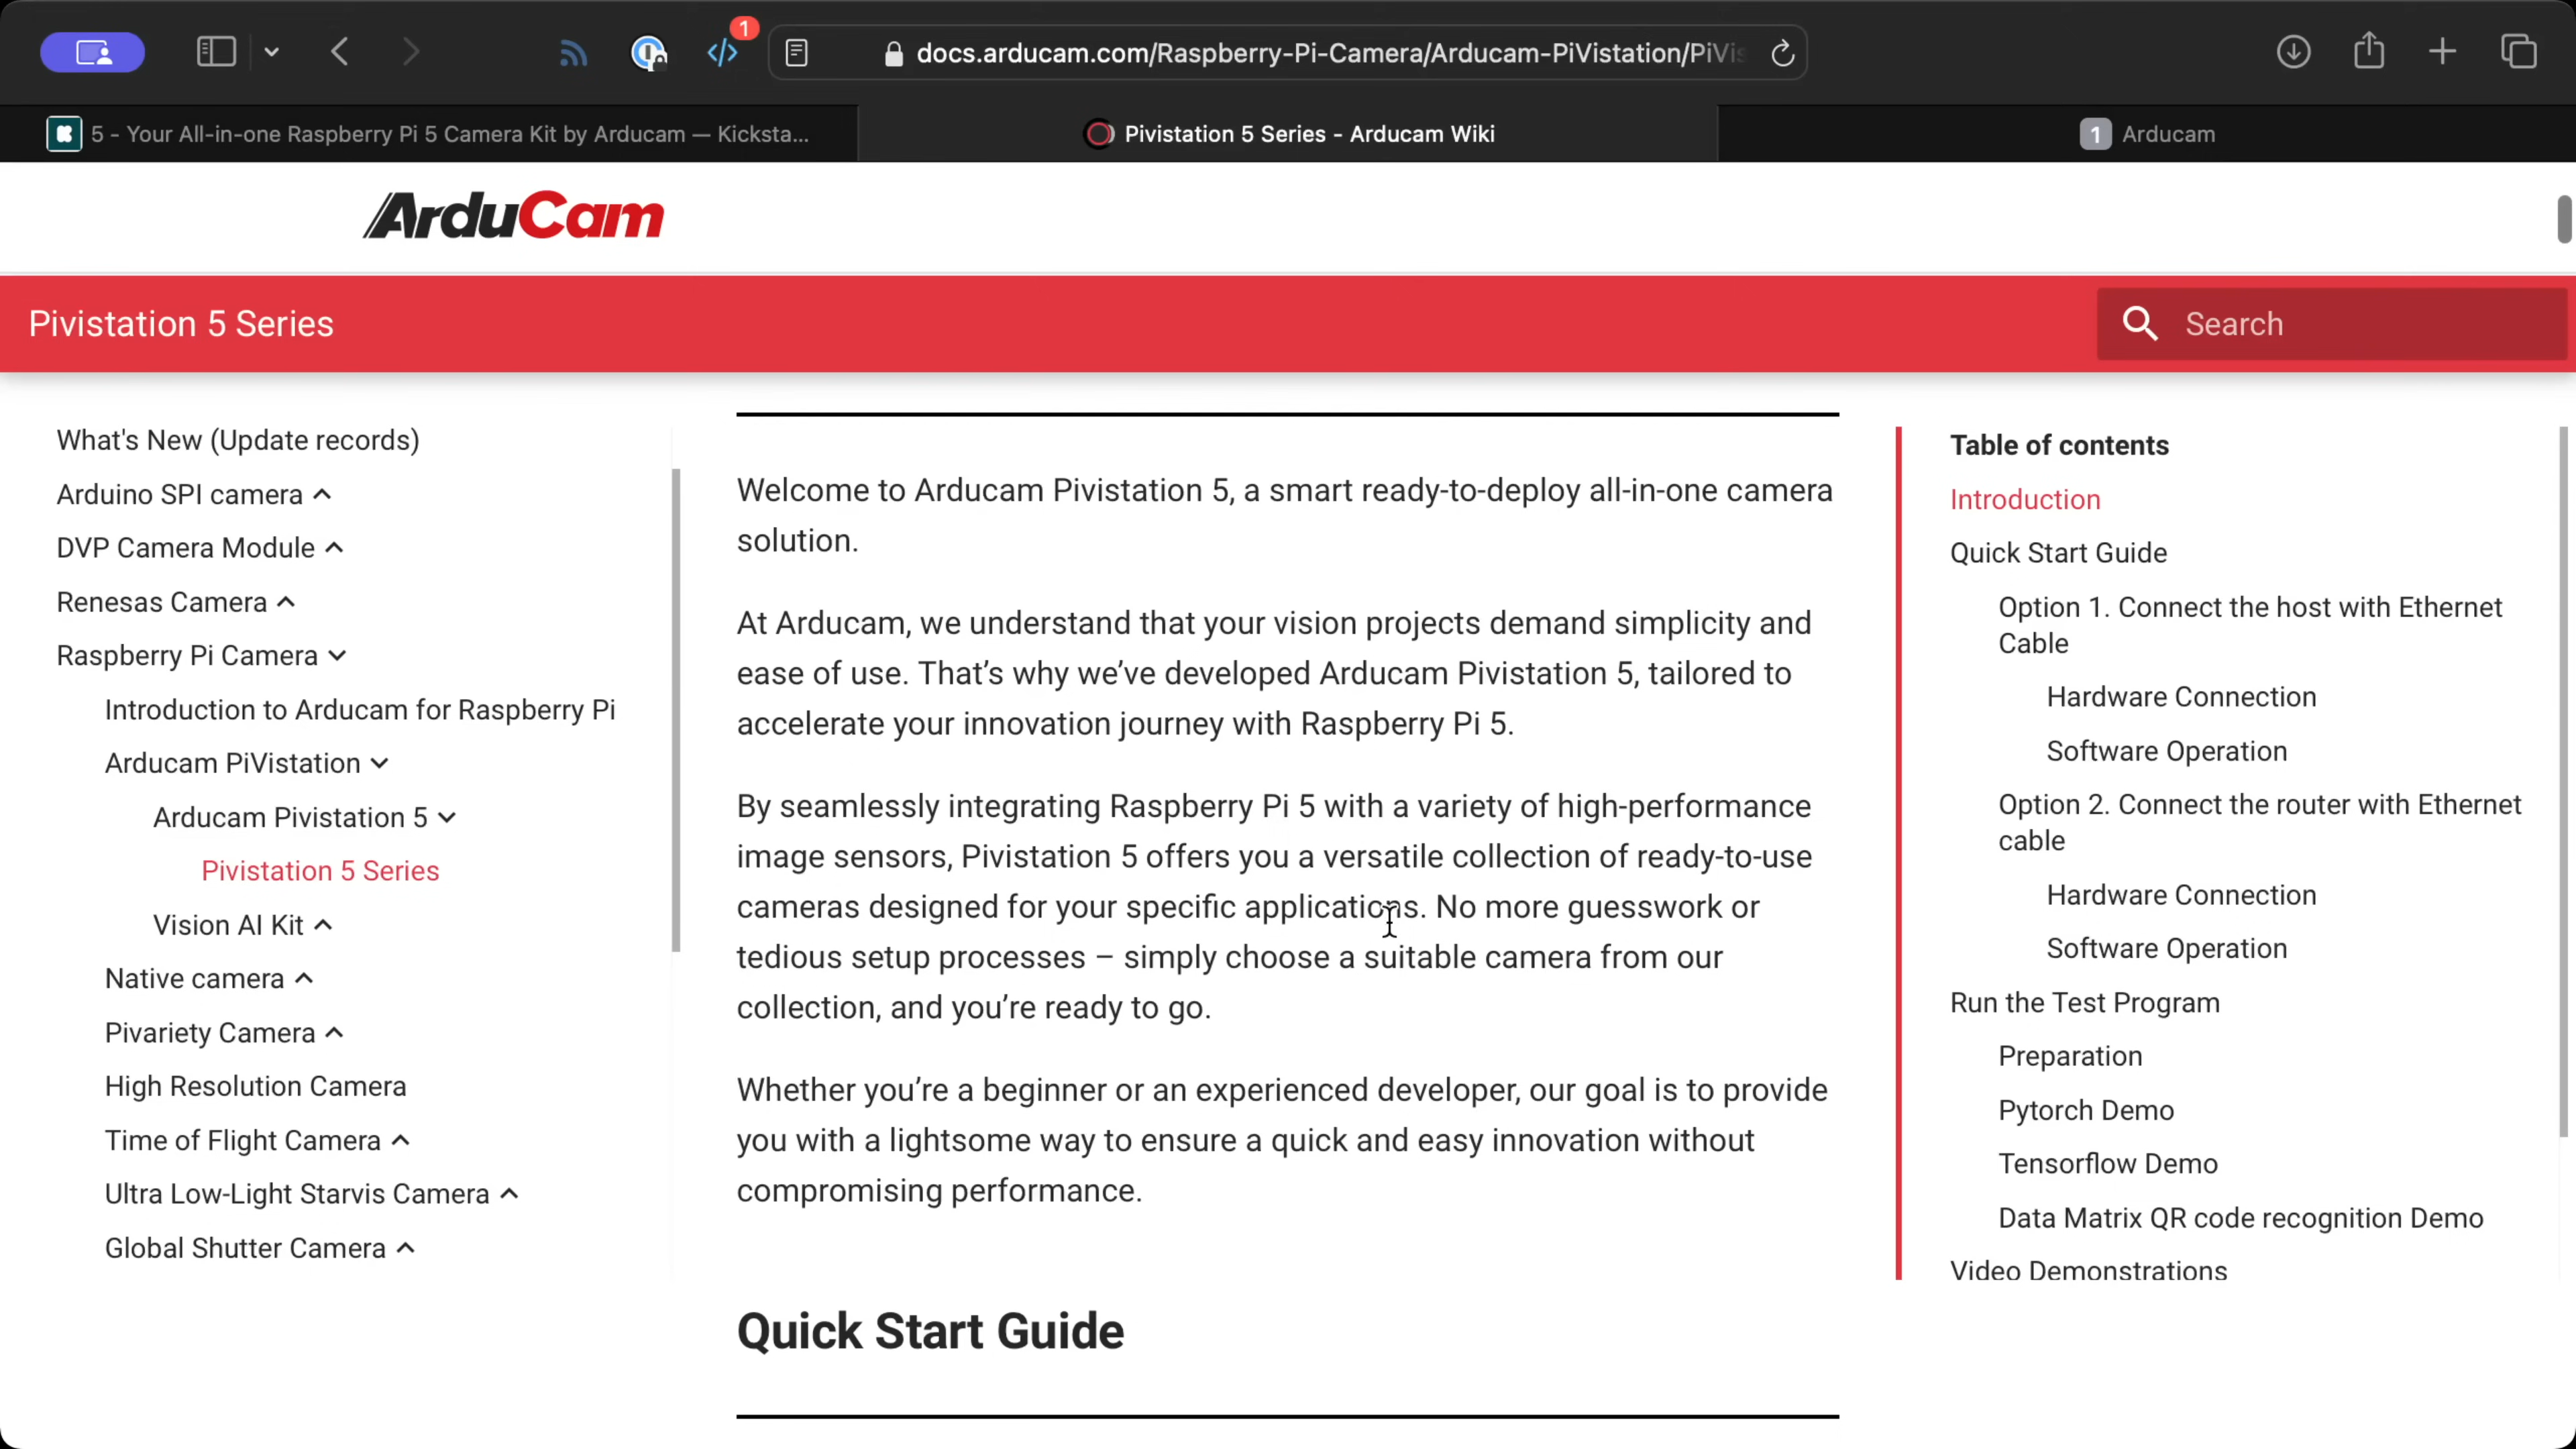 1
docs.arducam.com/Raspberry-Pi-Camera/Arducam-PiVistation/PiVis
5 - Your All-in-one Raspberry Pi 5 Camera Kit by Arducam — Kicksta...
Pivistation 5 Series - Arducam Wiki
1 Arducam
ArduCam
Pivistation 5 Series
Search
What's New (Update records)
Arduino SPI camera
DVP Camera Module
Renesas Camera
Raspberry Pi Camera
Introduction to Arducam for Raspberry Pi
Arducam PiVistation
Arducam Pivistation 5
Pivistation 5 Series
Vision AI Kit
Native camera
Pivariety Camera
High Resolution Camera
Time of Flight Camera
Ultra Low-Light Starvis Camera
Global Shutter Camera
Welcome to Arducam Pivistation 5, a smart ready-to-deploy all-in-one camera
solution.
At Arducam, we understand that your vision projects demand simplicity and
ease of use. That’s why we’ve developed Arducam Pivistation 5, tailored to
accelerate your innovation journey with Raspberry Pi 5.
By seamlessly integrating Raspberry Pi 5 with a variety of high-performance
image sensors, Pivistation 5 offers you a versatile collection of ready-to-use
cameras designed for your specific applications. No more guesswork or
tedious setup processes – simply choose a suitable camera from our
collection, and you’re ready to go.
Whether you’re a beginner or an experienced developer, our goal is to provide
you with a lightsome way to ensure a quick and easy innovation without
compromising performance.
Quick Start Guide
Table of contents
Introduction
Quick Start Guide
Option 1. Connect the host with Ethernet
Cable
Hardware Connection
Software Operation
Option 2. Connect the router with Ethernet
cable
Hardware Connection
Software Operation
Run the Test Program
Preparation
Pytorch Demo
Tensorflow Demo
Data Matrix QR code recognition Demo
Video Demonstrations